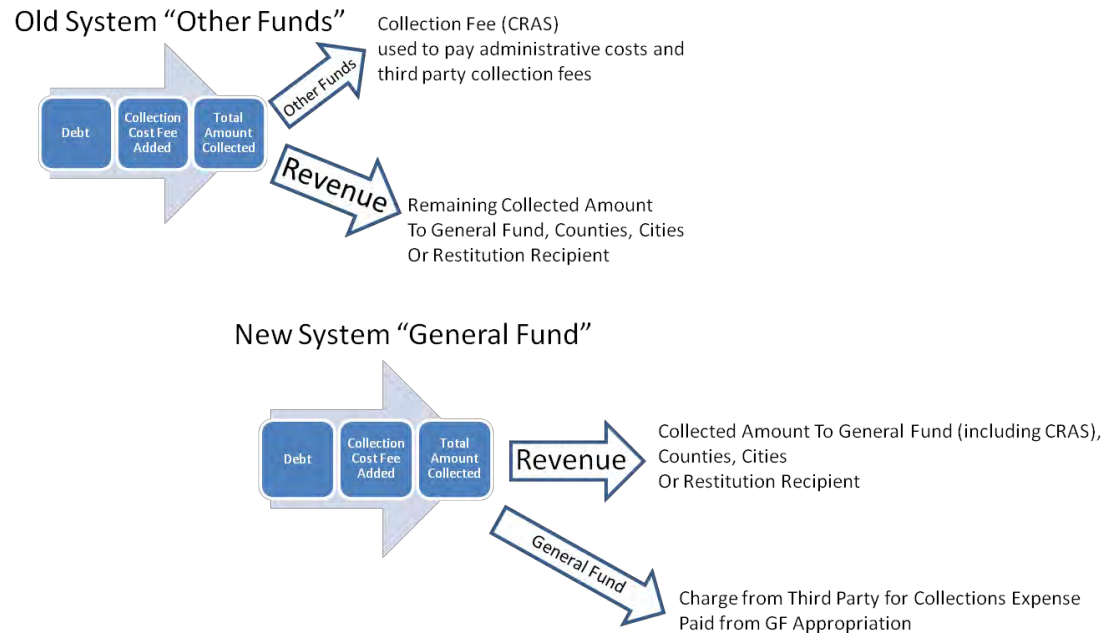 Old System “Other Funds”
Collection Fee (CRAS)
used to pay administrative costs and
third party collection fees
Other Funds
Debt
Collection
Cost Fee
Added
Total
Amount
Collected
Revenue
Remaining Collected Amount
To General Fund, Counties, Cities
Or Restitution Recipient
New System “General Fund”
Debt
Collection
Cost Fee
Added
Total
Amount
Collected
Revenue
Collected Amount To General Fund (including CRAS),
Counties, Cities
Or Restitution Recipient
General Fund
Charge from Third Party for Collections Expense
Paid from GF Appropriation